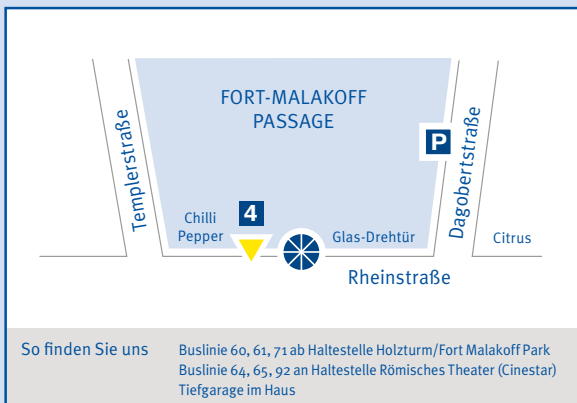 FORT-MALAKOFF
PASSAGE
Templerstraße
P
Dagobertstraße
Chilli
Pepper
4
Glas-Drehtür
Citrus
Rheinstraße
So finden Sie uns
Buslinie 60, 61, 71 ab Haltestelle Holzturm/Fort Malakoff Park
Buslinie 64, 65, 92 an Haltestelle Römisches Theater (Cinestar)
Tiefgarage im Haus